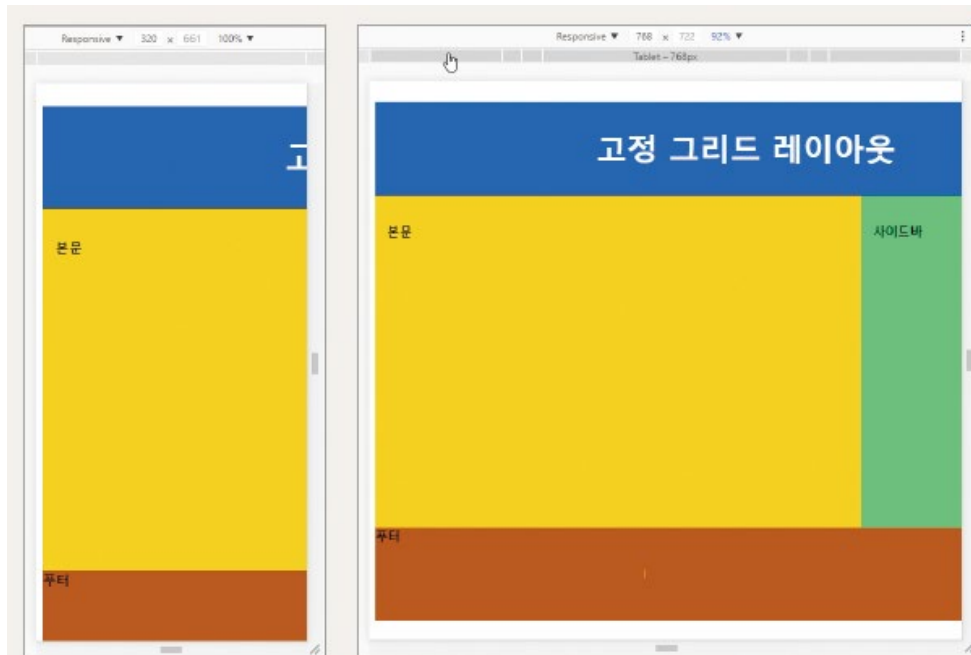 Responsive ▼ 320 x 661 100% ▼
고
본문
푸터
Responsive ▼ 768 x 722 92% ▼
Tablet – 768px
고정 그리드 레이아웃
본문
사이드바
푸터